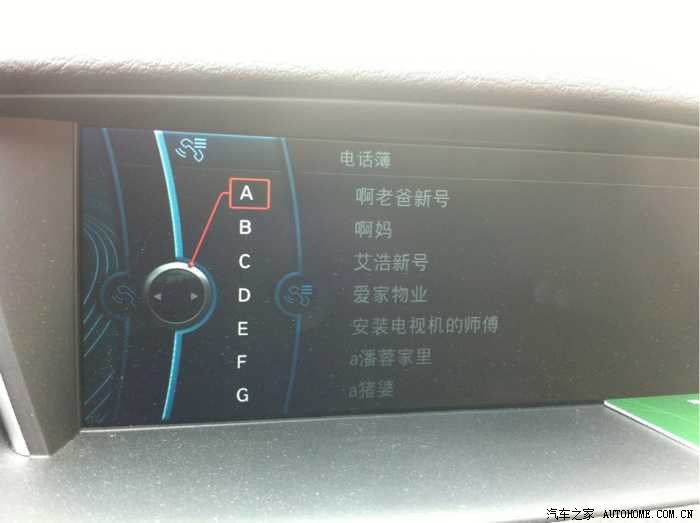 电话簿
A
B
C
D
E
F
G
啊老爸新号
啊妈
艾浩新号
爱家物业
安装电视机的师傅
a潘蓉家里
a猪婆
汽车之家 AUTOHOME.COM.CN